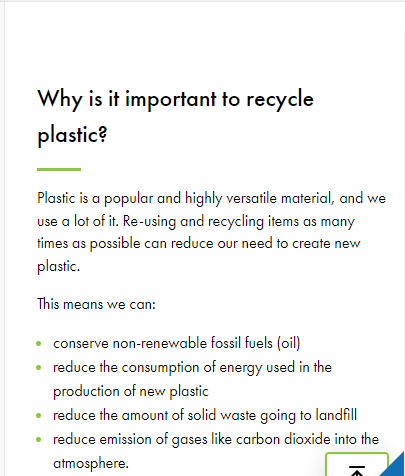 Why is it important to recycle
plastic?
Plastic is a popular and highly versatile material, and we
use a lot of it. Re-using and recycling items as many
times as possible can reduce our need to create new
plastic.
This means we can:
conserve non-renewable fossil fuels (oil)
reduce the consumption of energy used in the
production of new plastic
reduce the amount of solid waste going to landfill
reduce emission of gases like carbon dioxide into the
atmosphere.